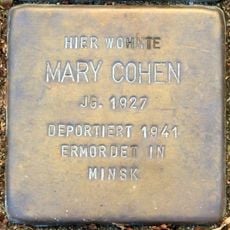 HIER WOHNTE
MARY COHEN
JG. 1927
DEPORTIERT 1941
ERMORDET IN
MINSK